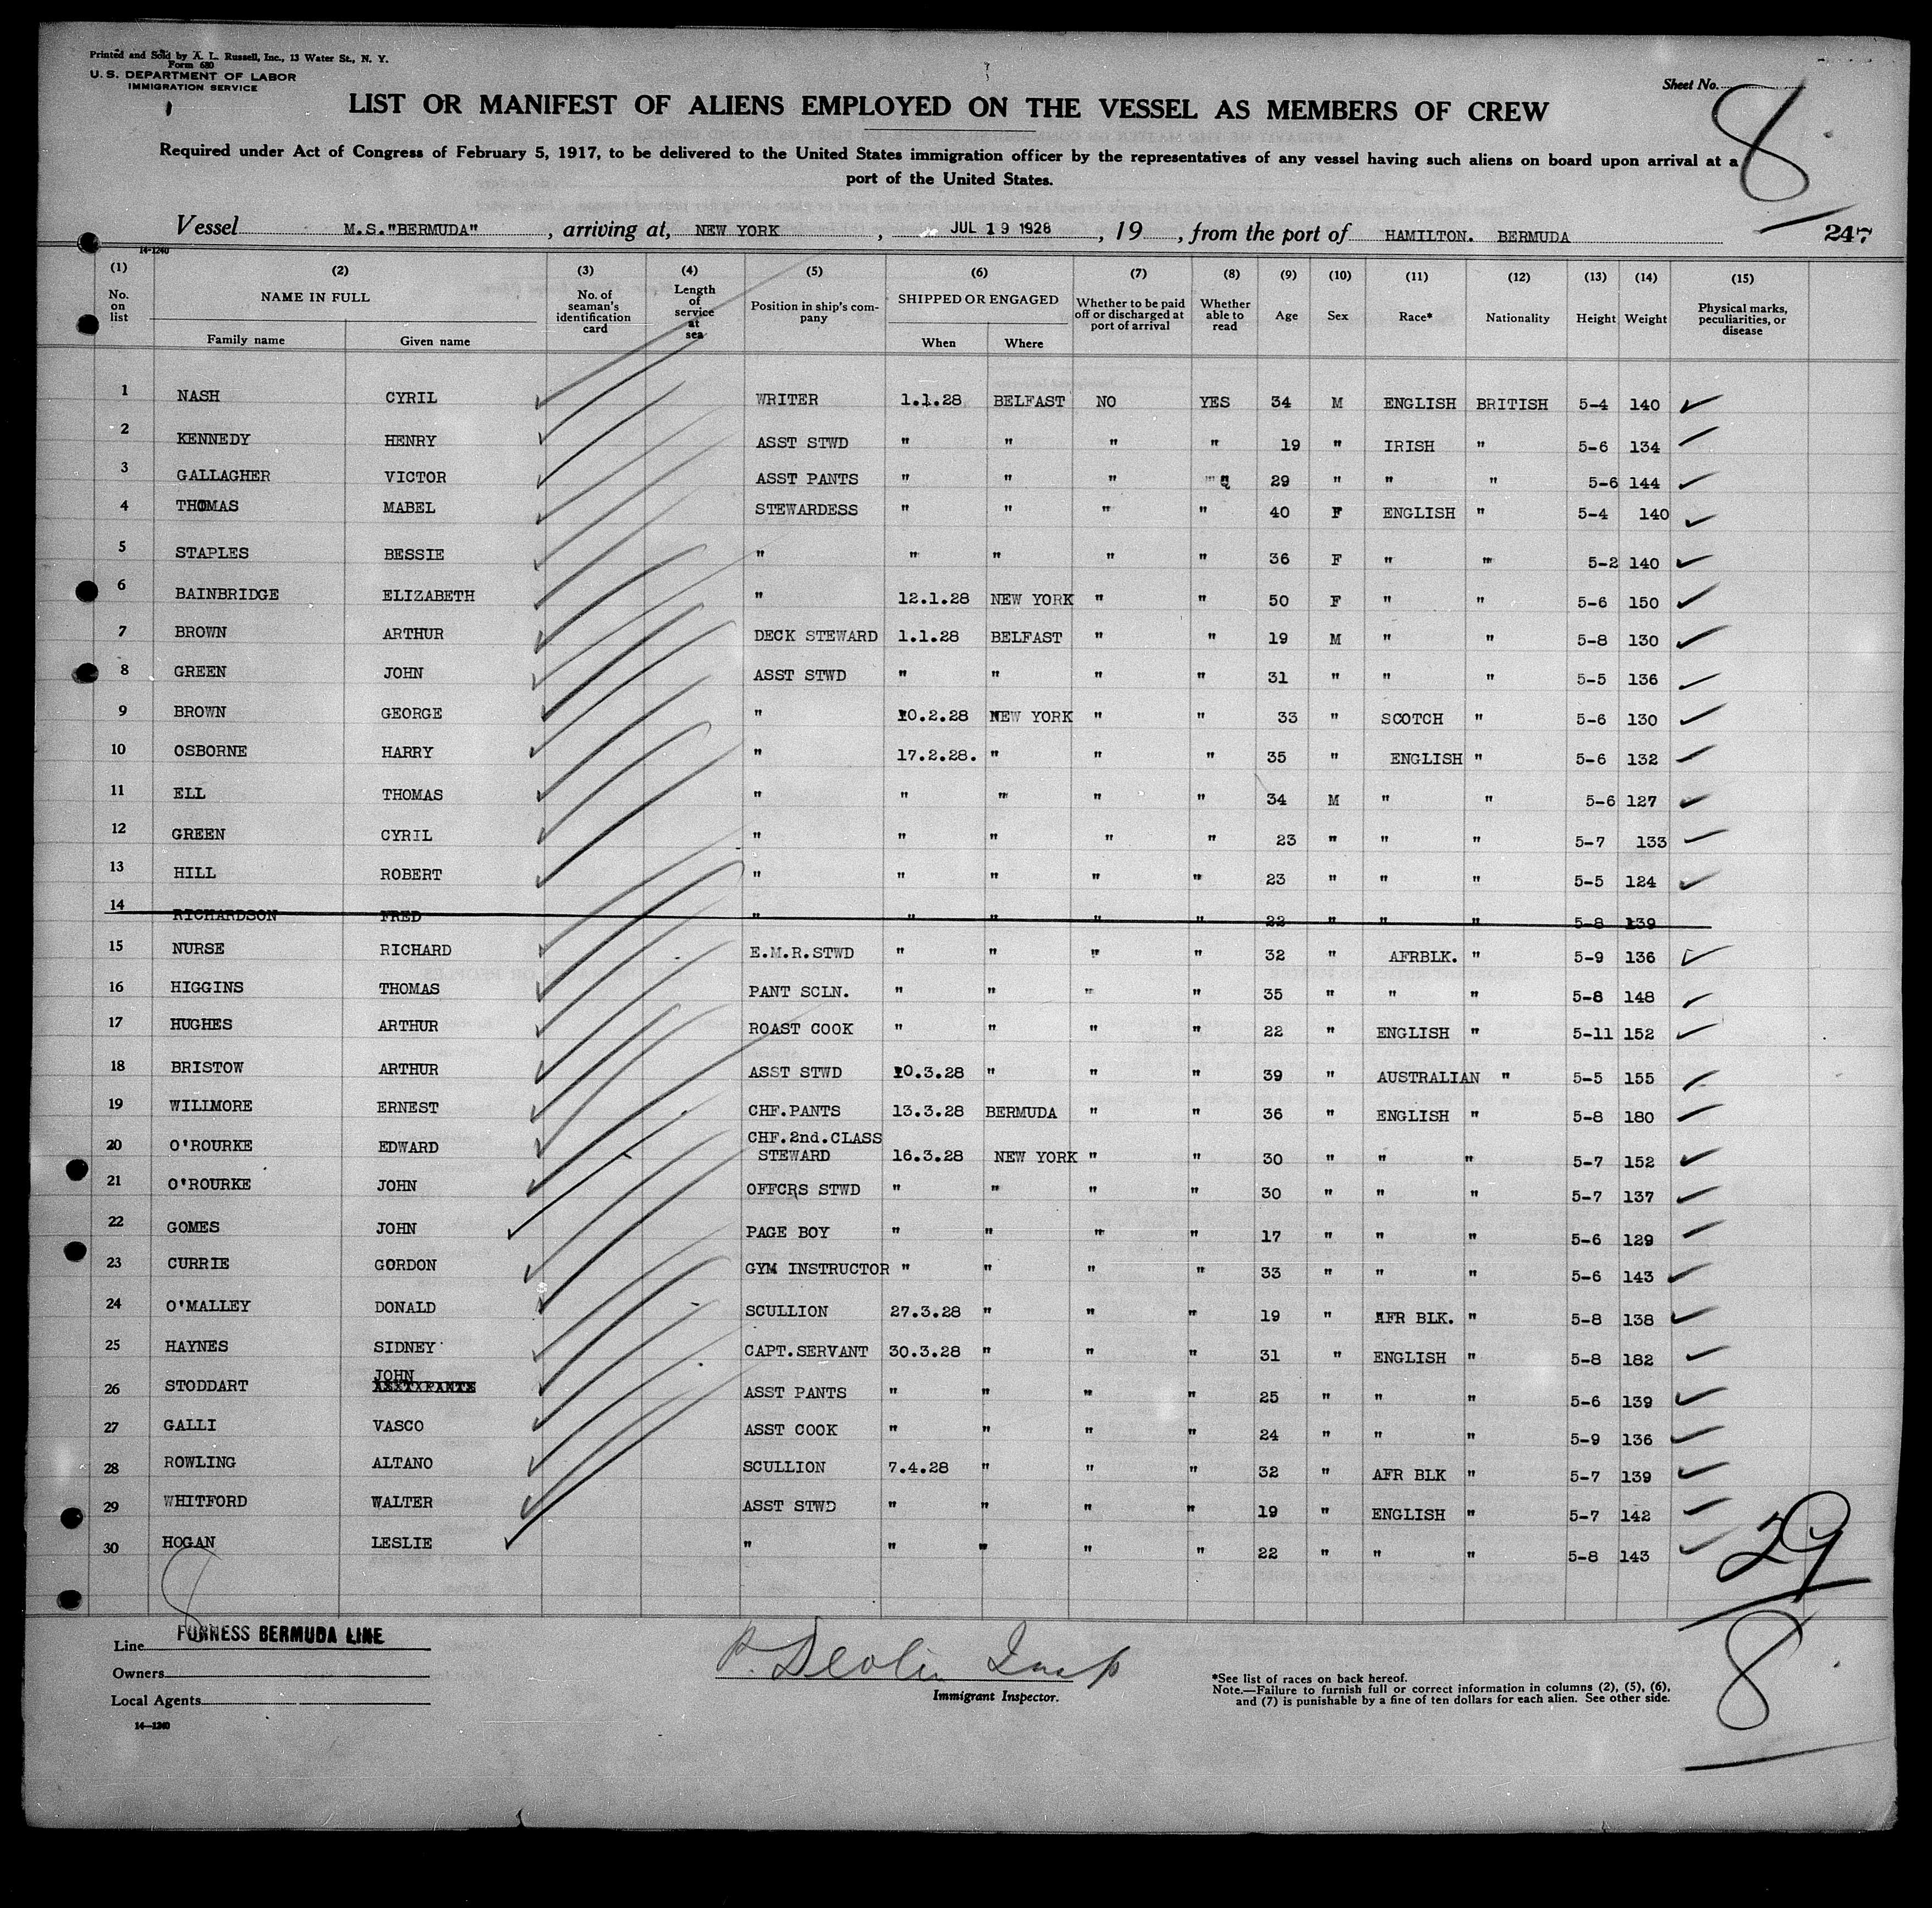 Printed and Sold by A. L. Russell, Inc., 13 Water St., N. Y.
Form 680
U. S. DEPARTMENT OF LABOR
IMMIGRATION SERVICE
Sheet No. 8
LIST OR MANIFEST OF ALIENS EMPLOYED ON THE VESSEL AS MEMBERS OF CREW
Required under Act of Congress of February 5, 1917, to be delivered to the United States immigration officer by the representatives of any vessel having such aliens on board upon arrival at a
port of the United States.
Vessel M.S."BERMUDA" , arriving at, NEW YORK , JUL 19 1928 , 19 , from the port of HAMILTON. BERMUDA
247
14-1240
(1) (2) (3) (4) (5) (6) (7) (8) (9) (10) (11) (12) (13) (14) (15)
No. on list NAME IN FULL Family name Given name No. of seaman's identification card Length of service at sea Position in ship's company SHIPPED OR ENGAGED When Where Whether to be paid off or discharged at port of arrival Whether able to read Age Sex Race* Nationality Height Weight Physical marks, peculiarities, or disease
1 NASH CYRIL WRITER 1.1.28 BELFAST NO YES 34 M ENGLISH BRITISH 5-4 140
2 KENNEDY HENRY ASST STWD " " " " 19 " IRISH " 5-6 134
3 GALLAGHER VICTOR ASST PANTS " " " " 29 " " " 5-6 144
4 THOMAS MABEL STEWARDESS " " " " 40 F ENGLISH " 5-4 140
5 STAPLES BESSIE " " " " " 36 F " " 5-2 140
6 BAINBRIDGE ELIZABETH " 12.1.28 NEW YORK " " 50 F " " 5-6 150
7 BROWN ARTHUR DECK STEWARD 1.1.28 BELFAST " " 19 M " " 5-8 130
8 GREEN JOHN ASST STWD " " " " 31 " " " 5-5 136
9 BROWN GEORGE " 10.2.28 NEW YORK " " 33 " SCOTCH " 5-6 130
10 OSBORNE HARRY " 17.2.28. " " " 35 " ENGLISH " 5-6 132
11 ELL THOMAS " " " " " 34 M " " 5-6 127
12 GREEN CYRIL " " " " " 23 " " " 5-7 133
13 HILL ROBERT " " " " " 23 " " " 5-5 124
14 RICHARDSON FRED " " " " " 22 " " " 5-8 139
15 NURSE RICHARD E.M.R.STWD " " " " 32 " AFRBLK. " 5-9 136
16 HIGGINS THOMAS PANT SCLN. " " " " 35 " " " 5-8 148
17 HUGHES ARTHUR ROAST COOK " " " " 22 " ENGLISH " 5-11 152
18 BRISTOW ARTHUR ASST STWD 10.3.28 " " " 39 " AUSTRALIAN " 5-5 155
19 WILLMORE ERNEST CHF.PANTS 13.3.28 BERMUDA " " 36 " ENGLISH " 5-8 180
20 O'ROURKE EDWARD CHF.2nd.CLASS STEWARD 16.3.28 NEW YORK " " 30 " " " 5-7 152
21 O'ROURKE JOHN OFFCRS STWD " " " " 30 " " " 5-7 137
22 GOMES JOHN PAGE BOY " " " " 17 " " " 5-6 129
23 CURRIE GORDON GYM INSTRUCTOR " " " " 33 " " " 5-6 143
24 O'MALLEY DONALD SCULLION 27.3.28 " " " 19 " AFR BLK. " 5-8 138
25 HAYNES SIDNEY CAPT.SERVANT 30.3.28 " " " 31 " ENGLISH " 5-8 182
26 STODDART JOHN ASST PANTS " " " " 25 " " " 5-6 139
27 GALLI VASCO ASST COOK " " " " 24 " " " 5-9 136
28 ROWLING ALTANO SCULLION 7.4.28 " " " 32 " AFR BLK " 5-7 139
29 WHITFORD WALTER ASST STWD " " " " 19 " ENGLISH " 5-7 142
30 HOGAN LESLIE " " " " " 22 " " " 5-8 143
29
8
Line FURNESS BERMUDA LINE
Owners
Local Agents
14—1240
Insp
Immigrant Inspector.
*See list of races on back hereof.
Note.—Failure to furnish full or correct information in columns (2), (5), (6),
and (7) is punishable by a fine of ten dollars for each alien. See other side.